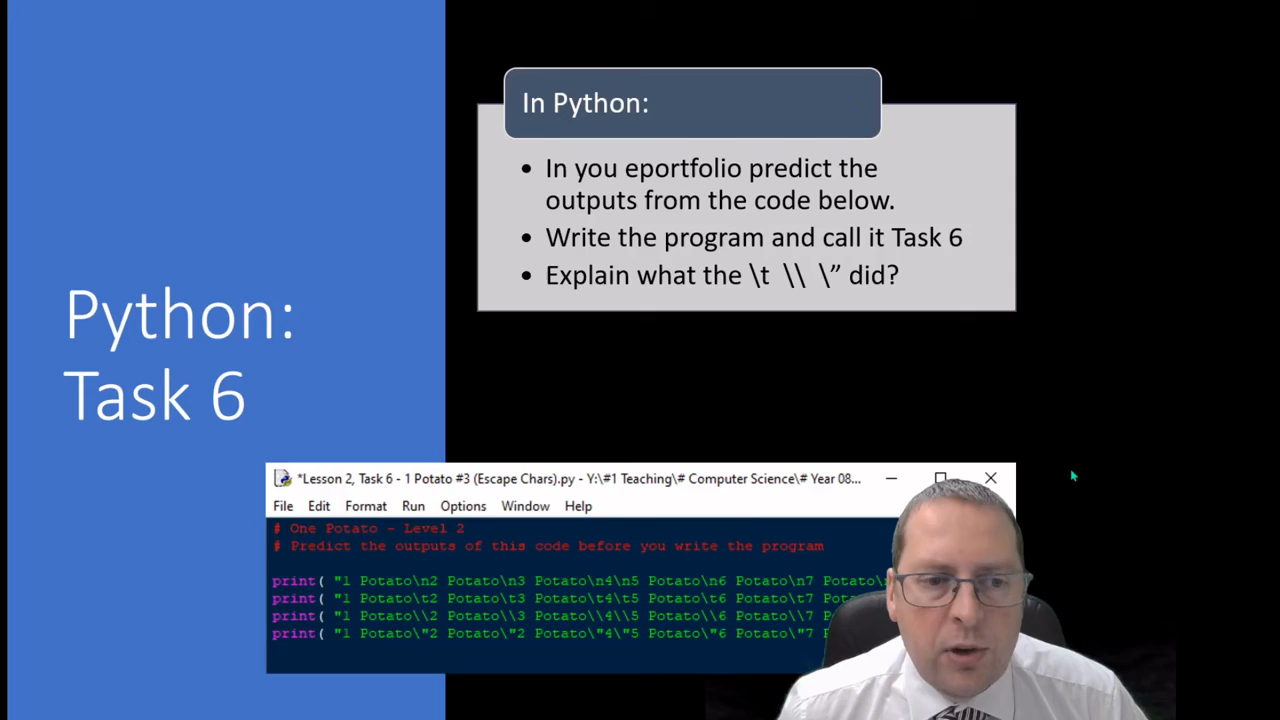 In Python:
• In you eportfolio predict the
outputs from the code below.
• Write the program and call it Task 6
• Explain what the \t \\ \” did?
Python:
Task 6
*Lesson 2, Task 6 - 1 Potato #3 (Escape Chars).py - Y:\#1 Teaching\# Computer Science\# Year 08...
File Edit Format Run Options Window Help
# One Potato - Level 2
# Predict the outputs of this code before you write the program
print( "1 Potato\n2 Potato\n3 Potato\n4\n5 Potato\n6 Potato\n7 Potato\
print( "1 Potato\t2 Potato\t3 Potato\t4\t5 Potato\t6 Potato\t7
print( "1 Potato\\2 Potato\\3 Potato\\4\\5 Potato\\6 Potato\\7
print( "1 Potato\"2 Potato\"2 Potato\"4\"5 Potato\"6 Potato\"7